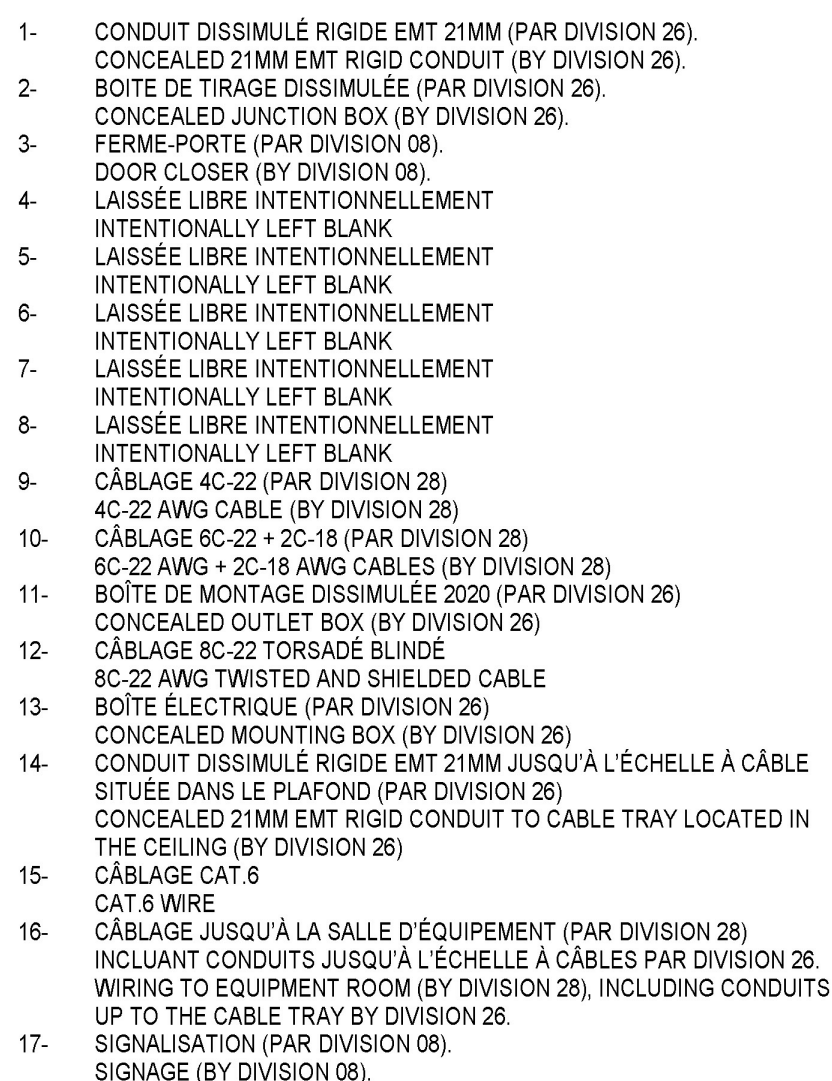 1- CONDUIT DISSIMULÉ RIGIDE EMT 21MM (PAR DIVISION 26).
CONCEALED 21MM EMT RIGID CONDUIT (BY DIVISION 26).
2- BOITE DE TIRAGE DISSIMULÉE (PAR DIVISION 26).
CONCEALED JUNCTION BOX (BY DIVISION 26).
3- FERME-PORTE (PAR DIVISION 08).
DOOR CLOSER (BY DIVISION 08).
4- LAISSÉE LIBRE INTENTIONNELLEMENT
INTENTIONALLY LEFT BLANK
5- LAISSÉE LIBRE INTENTIONNELLEMENT
INTENTIONALLY LEFT BLANK
6- LAISSÉE LIBRE INTENTIONNELLEMENT
INTENTIONALLY LEFT BLANK
7- LAISSÉE LIBRE INTENTIONNELLEMENT
INTENTIONALLY LEFT BLANK
8- LAISSÉE LIBRE INTENTIONNELLEMENT
INTENTIONALLY LEFT BLANK
9- CÂBLAGE 4C-22 (PAR DIVISION 28)
4C-22 AWG CABLE (BY DIVISION 28)
10- CÂBLAGE 6C-22 + 2C-18 (PAR DIVISION 28)
6C-22 AWG + 2C-18 AWG CABLES (BY DIVISION 28)
11- BOÎTE DE MONTAGE DISSIMULÉE 2020 (PAR DIVISION 26)
CONCEALED OUTLET BOX (BY DIVISION 26)
12- CÂBLAGE 8C-22 TORSADÉ BLINDÉ
8C-22 AWG TWISTED AND SHIELDED CABLE
13- BOÎTE ÉLECTRIQUE (PAR DIVISION 26)
CONCEALED MOUNTING BOX (BY DIVISION 26)
14- CONDUIT DISSIMULÉ RIGIDE EMT 21MM JUSQU'À L'ÉCHELLE À CÂBLE
SITUÉE DANS LE PLAFOND (PAR DIVISION 26)
CONCEALED 21MM EMT RIGID CONDUIT TO CABLE TRAY LOCATED IN
THE CEILING (BY DIVISION 26)
15- CÂBLAGE CAT.6
CAT.6 WIRE
16- CÂBLAGE JUSQU'À LA SALLE D'ÉQUIPEMENT (PAR DIVISION 28)
INCLUANT CONDUITS JUSQU'À L'ÉCHELLE À CÂBLES PAR DIVISION 26.
WIRING TO EQUIPMENT ROOM (BY DIVISION 28), INCLUDING CONDUITS
UP TO THE CABLE TRAY BY DIVISION 26.
17- SIGNALISATION (PAR DIVISION 08).
SIGNAGE (BY DIVISION 08).